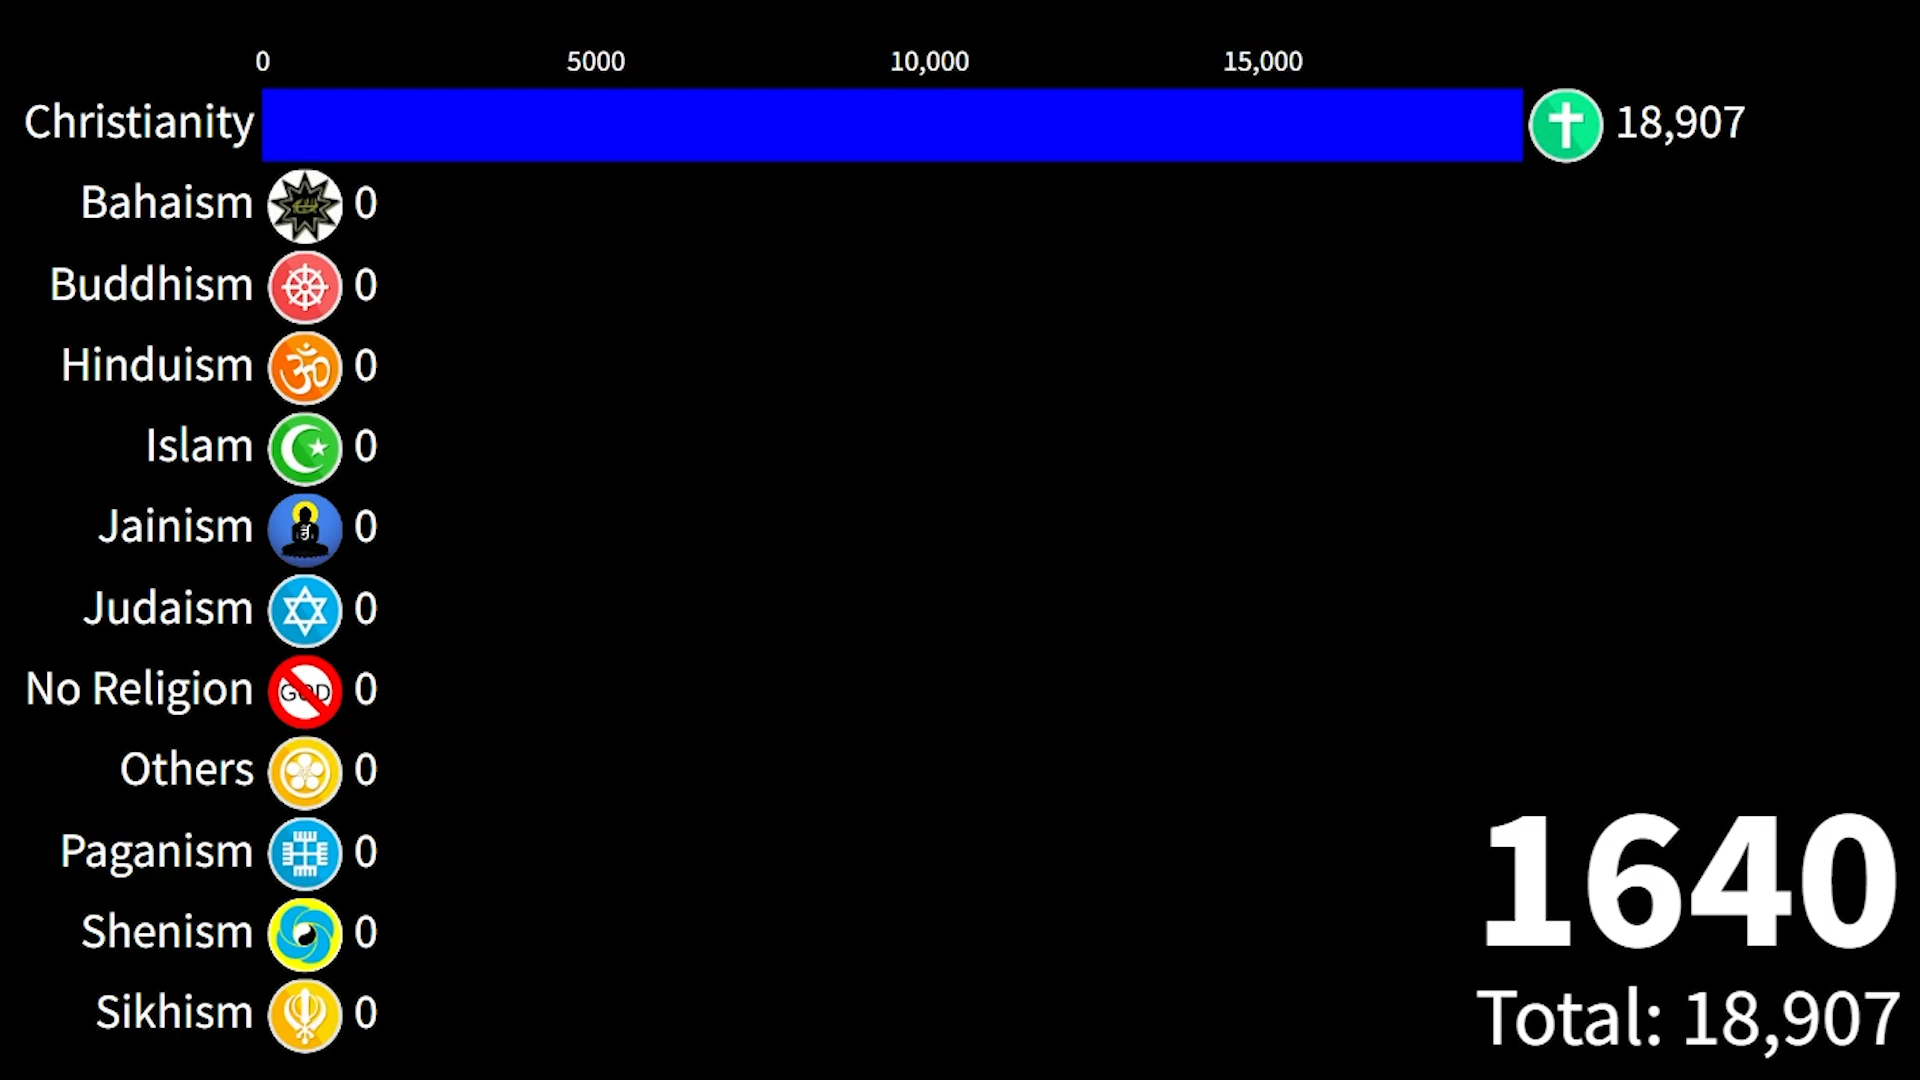 0 5000 10,000 15,000
Christianity 18,907
Bahaism 0
Buddhism 0
Hinduism 0
Islam 0
Jainism 0
Judaism 0
No Religion GOD 0
Others 0
Paganism 0
Shenism 0
Sikhism 0
1640
Total: 18,907